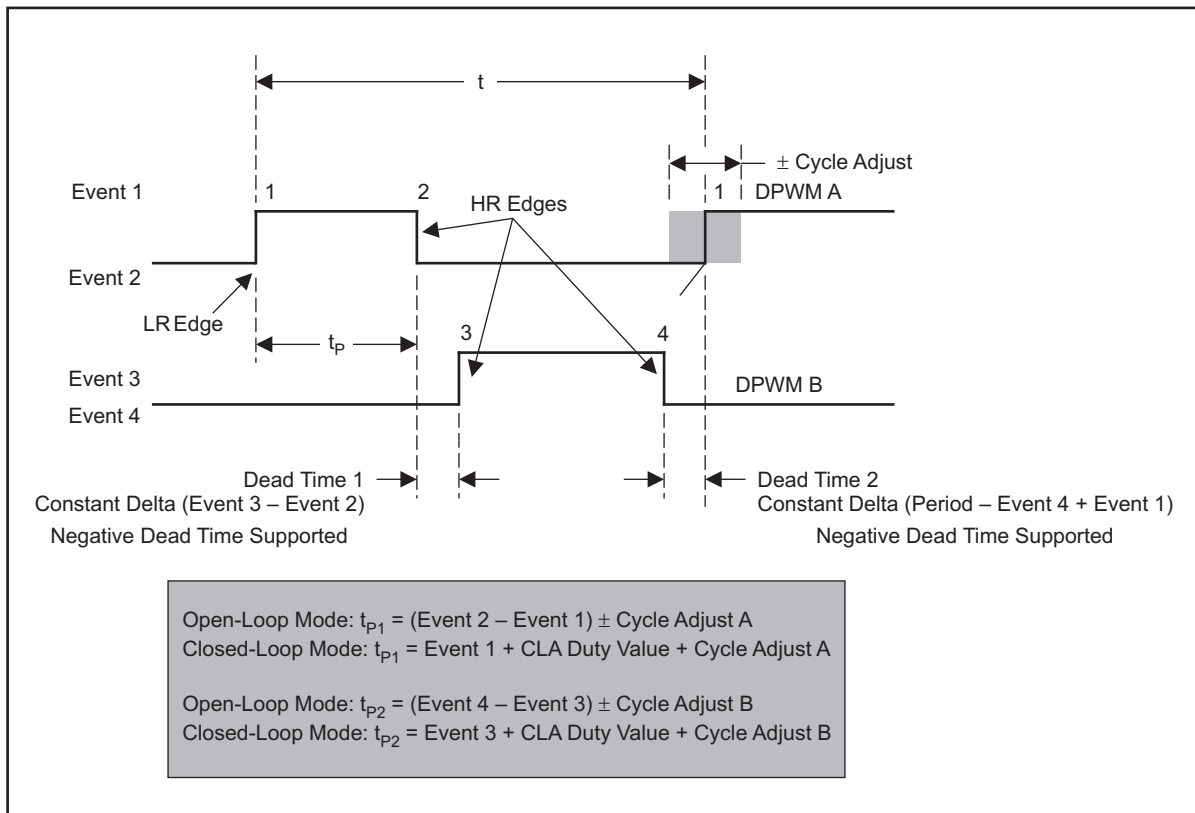 t
± Cycle Adjust
Event 1
1
2
HR Edges
1
DPWM A
Event 2
LR Edge
tP
3
4
Event 3
DPWM B
Event 4
Dead Time 1
Constant Delta (Event 3 – Event 2)
Negative Dead Time Supported
Dead Time 2
Constant Delta (Period – Event 4 + Event 1)
Negative Dead Time Supported
Open-Loop Mode: tP1 = (Event 2 – Event 1) ± Cycle Adjust A
Closed-Loop Mode: tP1 = Event 1 + CLA Duty Value + Cycle Adjust A
Open-Loop Mode: tP2 = (Event 4 – Event 3) ± Cycle Adjust B
Closed-Loop Mode: tP2 = Event 3 + CLA Duty Value + Cycle Adjust B